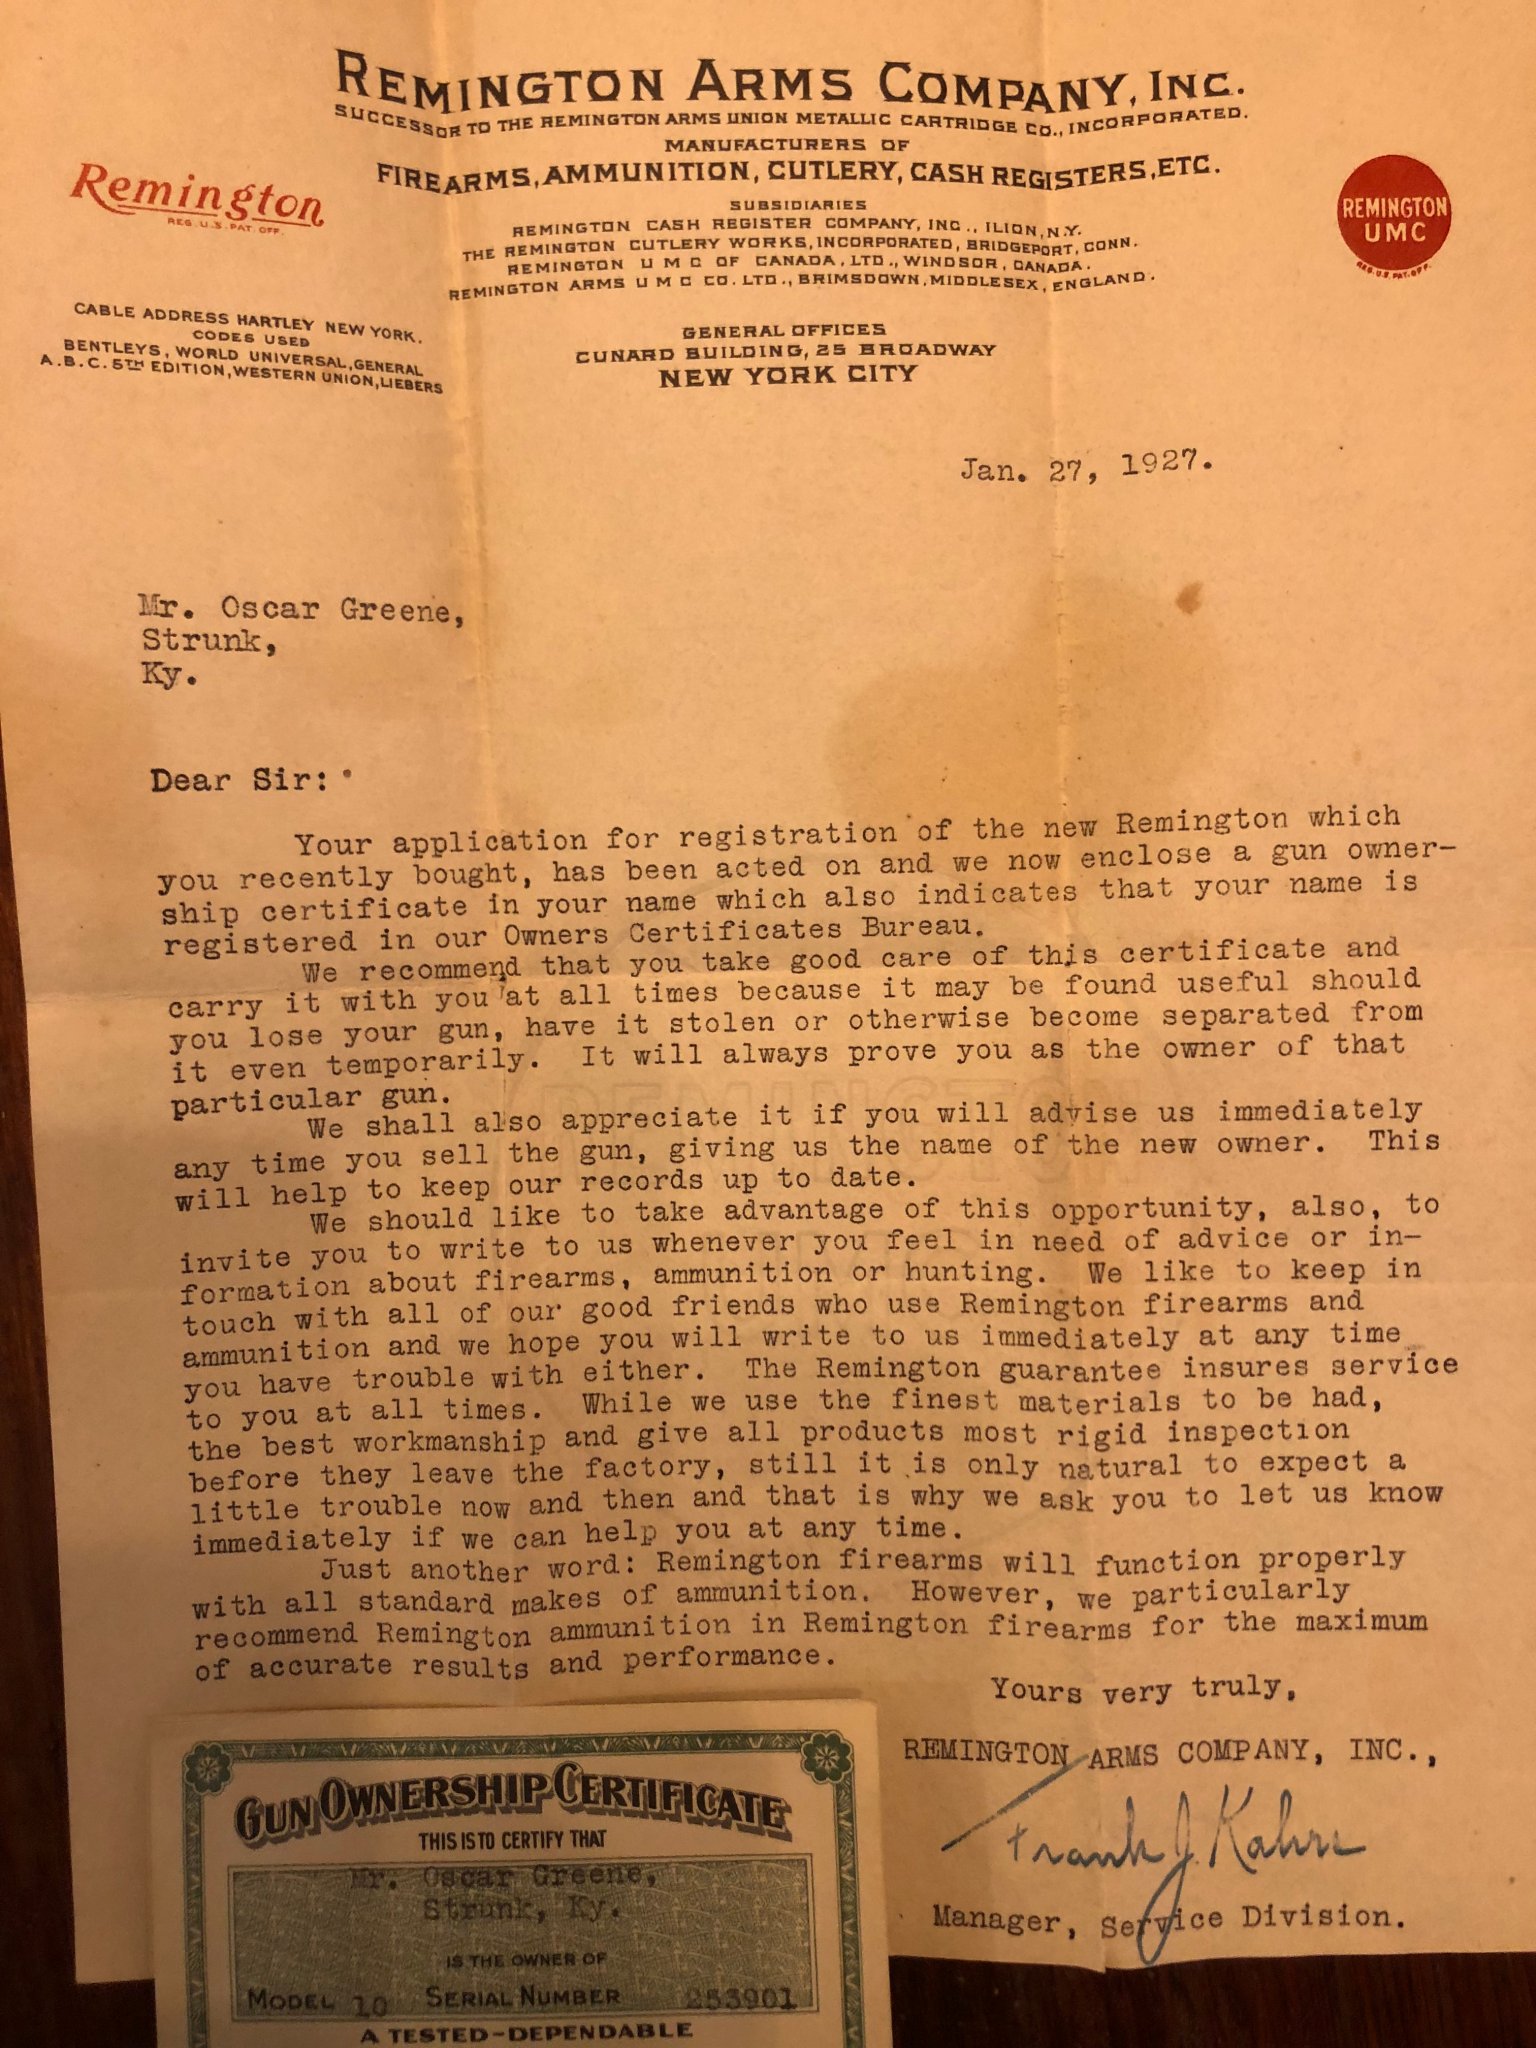 REMINGTON ARMS COMPANY, INC.
SUCCESSOR TO THE REMINGTON ARMS UNION METALLIC CARTRIDGE CO., INCORPORATED.
MANUFACTURERS OF
FIREARMS, AMMUNITION, CUTLERY, CASH REGISTERS, ETC.
Remington
REG. U.S. PAT. OFF.
REMINGTON
UMC
REG. U.S. PAT. OFF.
SUBSIDIARIES
REMINGTON CASH REGISTER COMPANY, INC., ILION, N.Y.
THE REMINGTON CUTLERY WORKS, INCORPORATED, BRIDGEPORT, CONN.
REMINGTON U M C OF CANADA, LTD., WINDSOR, CANADA.
REMINGTON ARMS U M C CO. LTD., BRIMSDOWN, MIDDLESEX, ENGLAND.
CABLE ADDRESS HARTLEY NEW YORK.
CODES USED
BENTLEYS, WORLD UNIVERSAL, GENERAL
A.B.C. 5TH EDITION, WESTERN UNION, LIEBERS
GENERAL OFFICES
CUNARD BUILDING, 25 BROADWAY
NEW YORK CITY
Jan. 27, 1927.
Mr. Oscar Greene,
Strunk,
Ky.
Dear Sir:
Your application for registration of the new Remington which
you recently bought, has been acted on and we now enclose a gun owner-
ship certificate in your name which also indicates that your name is
registered in our Owners Certificates Bureau.
We recommend that you take good care of this certificate and
carry it with you at all times because it may be found useful should
you lose your gun, have it stolen or otherwise become separated from
it even temporarily. It will always prove you as the owner of that
particular gun.
We shall also appreciate it if you will advise us immediately
any time you sell the gun, giving us the name of the new owner. This
will help to keep our records up to date.
We should like to take advantage of this opportunity, also, to
invite you to write to us whenever you feel in need of advice or in-
formation about firearms, ammunition or hunting. We like to keep in
touch with all of our good friends who use Remington firearms and
ammunition and we hope you will write to us immediately at any time
you have trouble with either. The Remington guarantee insures service
to you at all times. While we use the finest materials to be had,
the best workmanship and give all products most rigid inspection
before they leave the factory, still it is only natural to expect a
little trouble now and then and that is why we ask you to let us know
immediately if we can help you at any time.
Just another word: Remington firearms will function properly
with all standard makes of ammunition. However, we particularly
recommend Remington ammunition in Remington firearms for the maximum
of accurate results and performance.
Yours very truly,
REMINGTON ARMS COMPANY, INC.,
Frank J. Kahrs
Manager, Service Division.
GUN OWNERSHIP CERTIFICATE
THIS IS TO CERTIFY THAT
Mr. Oscar Greene,
Strunk, Ky.
IS THE OWNER OF
MODEL 10 SERIAL NUMBER 253901
A TESTED-DEPENDABLE